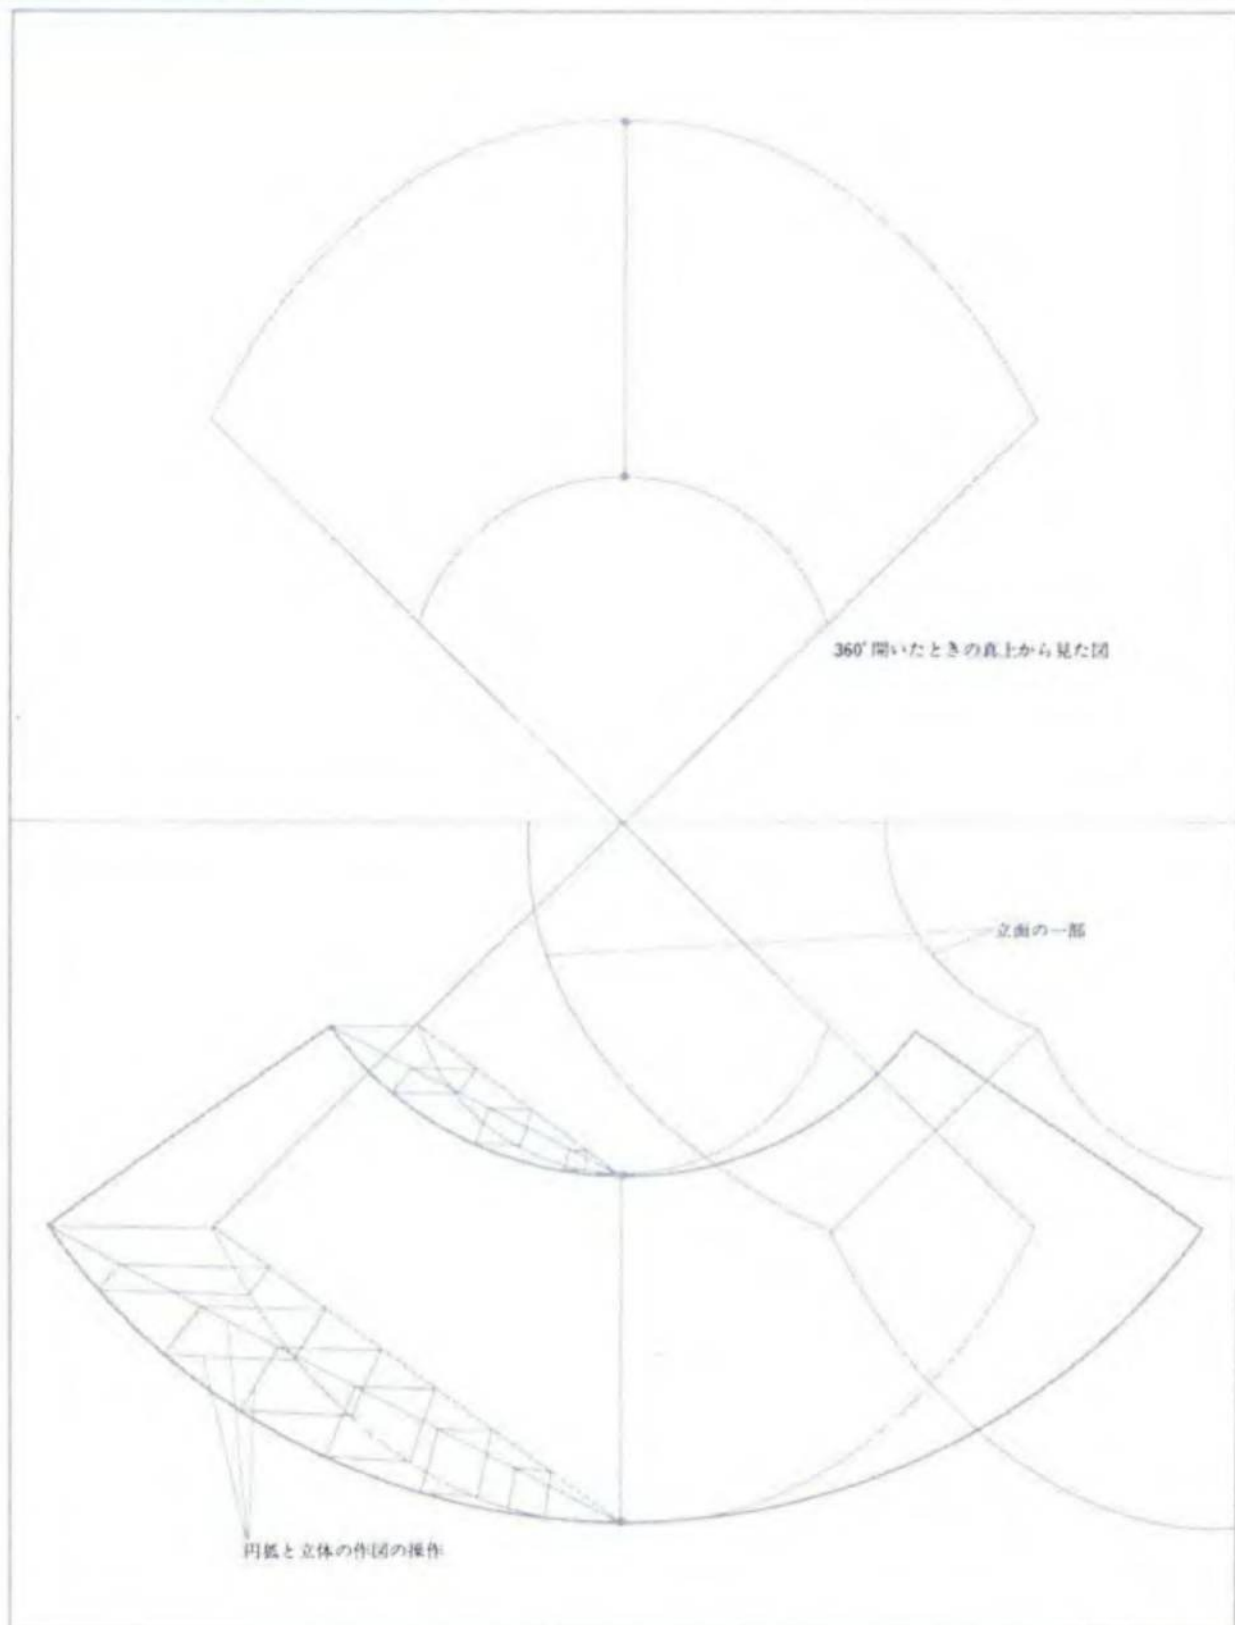 360°開いたときの真上から見た図
立面の一部
円弧と立体の作図の操作